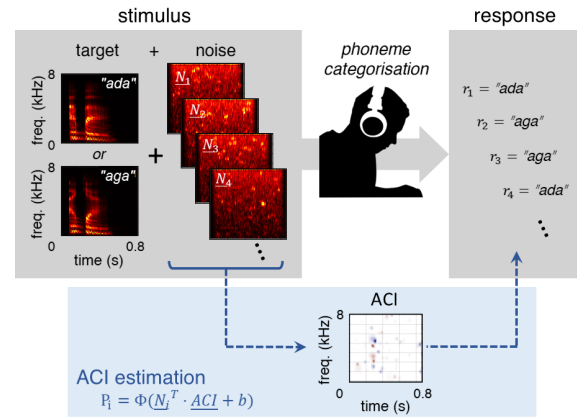 stimulus
response
target + noise
phoneme
categorisation
"ada"
8
freq. (kHz)
0
or
"aga"
8
freq. (kHz)
0
0
0.8
time (s)
+
N1
N2
N3
N4
r1 = "ada"
r2 = "aga"
r3 = "aga"
r4 = "ada"
ACI
8
freq. (kHz)
0
0
0.8
time (s)
ACI estimation
Pi = Φ(Ni^T · ACI + b)